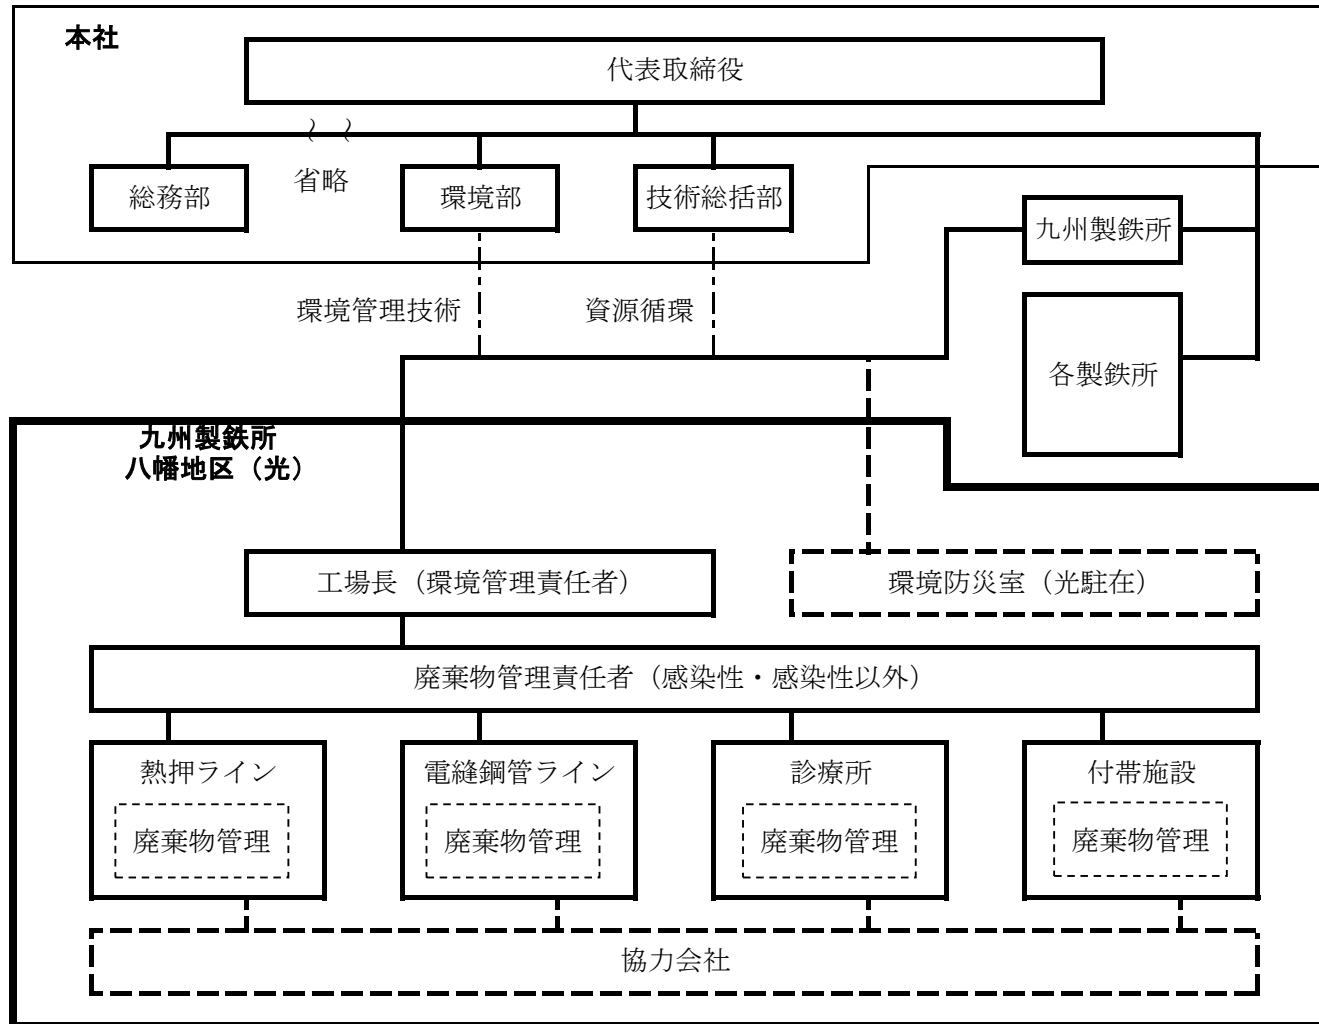 本社
代表取締役
省略
総務部
環境部
技術総括部
九州製鉄所
環境管理技術
資源循環
各製鉄所
九州製鉄所
八幡地区（光）
工場長（環境管理責任者）
環境防災室（光駐在）
廃棄物管理責任者（感染性・感染性以外）
熱押ライン
電縫鋼管ライン
診療所
付帯施設
廃棄物管理
廃棄物管理
廃棄物管理
廃棄物管理
協力会社